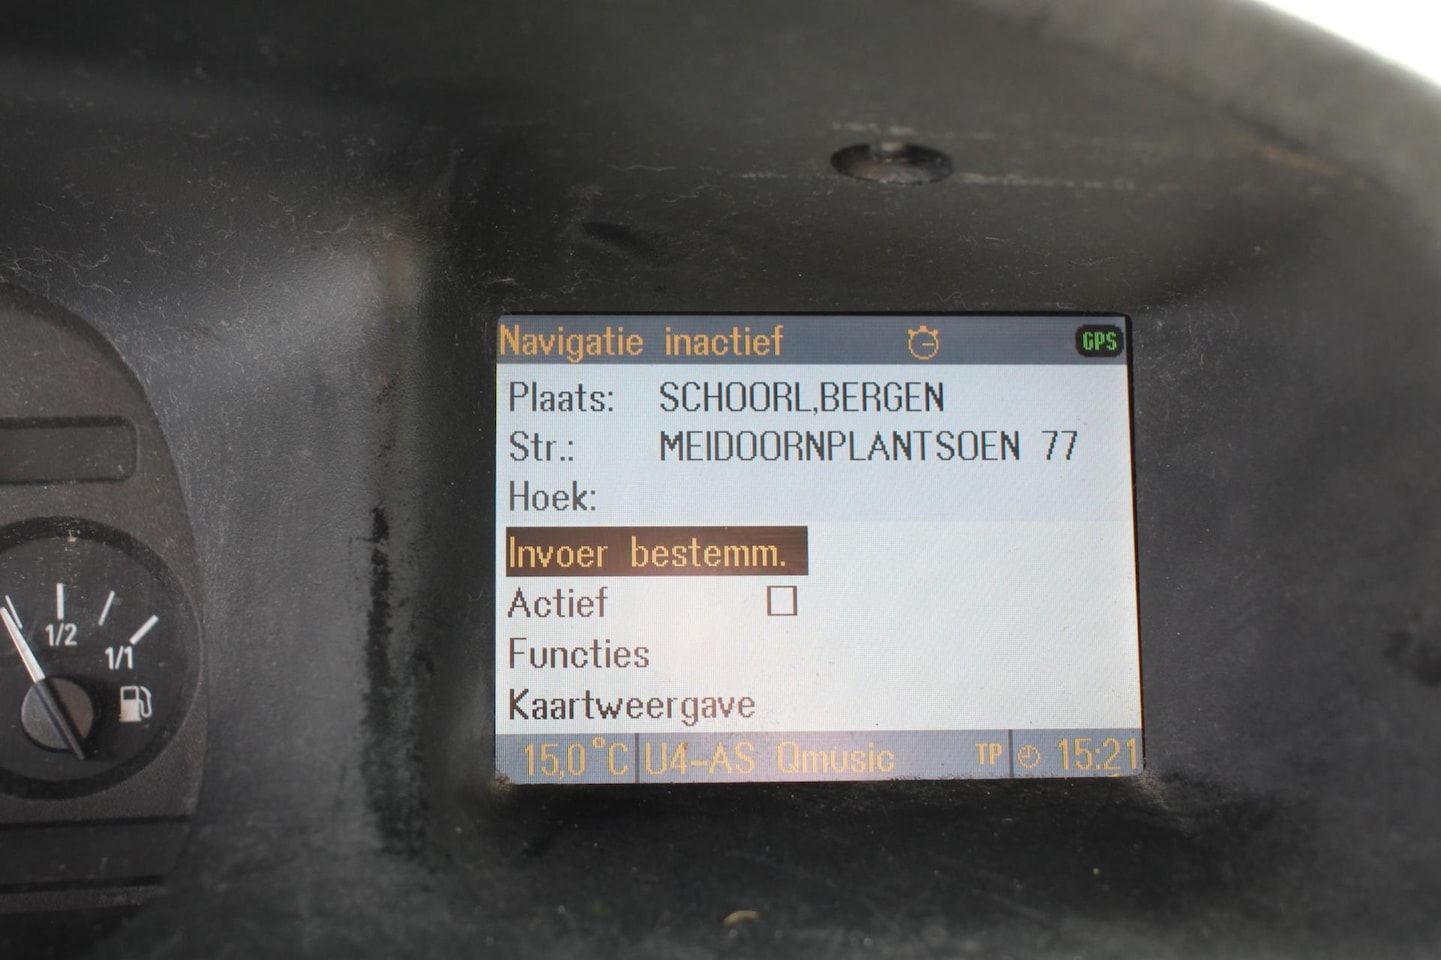 Navigatie inactief GPS
Plaats: SCHOORL,BERGEN
Str.: MEIDOORNPLANTSOEN 77
Hoek:
Invoer bestemm.
Actief
Functies
Kaartweergave
15,0°C U4-AS Qmusic TP 15:21
1/2
1/1